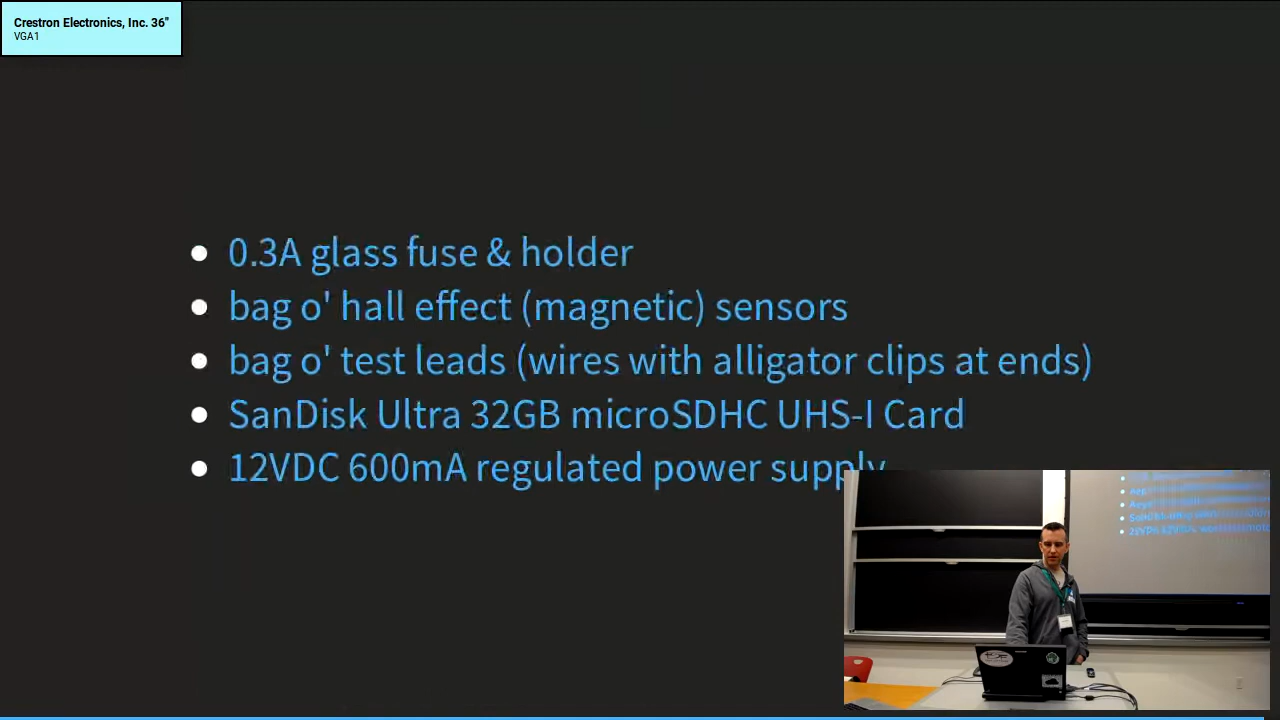 Crestron Electronics, Inc. 36"
VGA1
0.3A glass fuse & holder
bag o' hall effect (magnetic) sensors
bag o' test leads (wires with alligator clips at ends)
SanDisk Ultra 32GB microSDHC UHS-I Card
12VDC 600mA regulated power supply